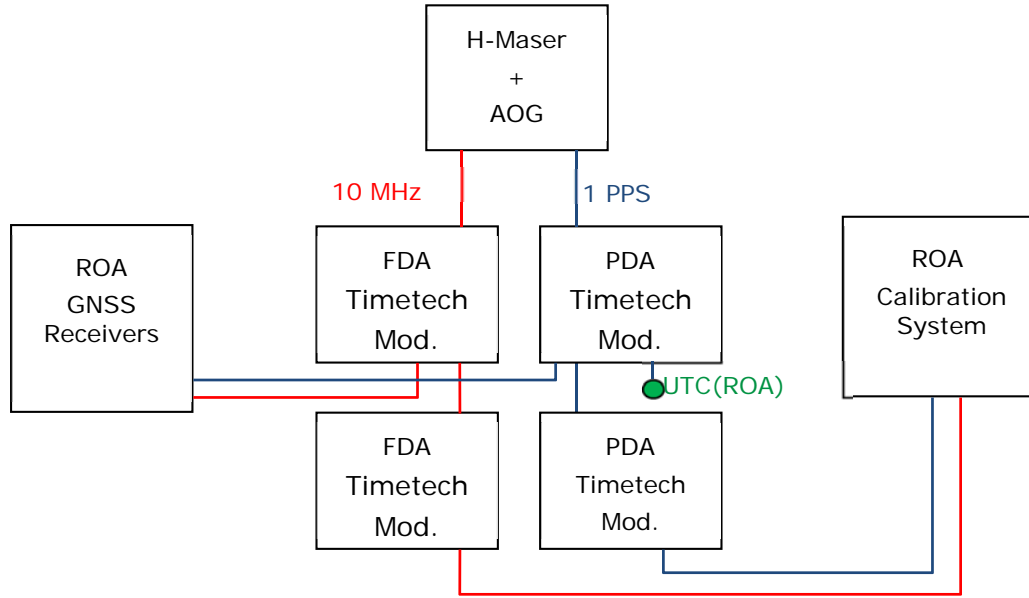 H-Maser
+
AOG
10 MHz
1 PPS
ROA
GNSS
Receivers
FDA
Timetech
Mod.
PDA
Timetech
Mod.
ROA
Calibration
System
UTC(ROA)
FDA
Timetech
Mod.
PDA
Timetech
Mod.